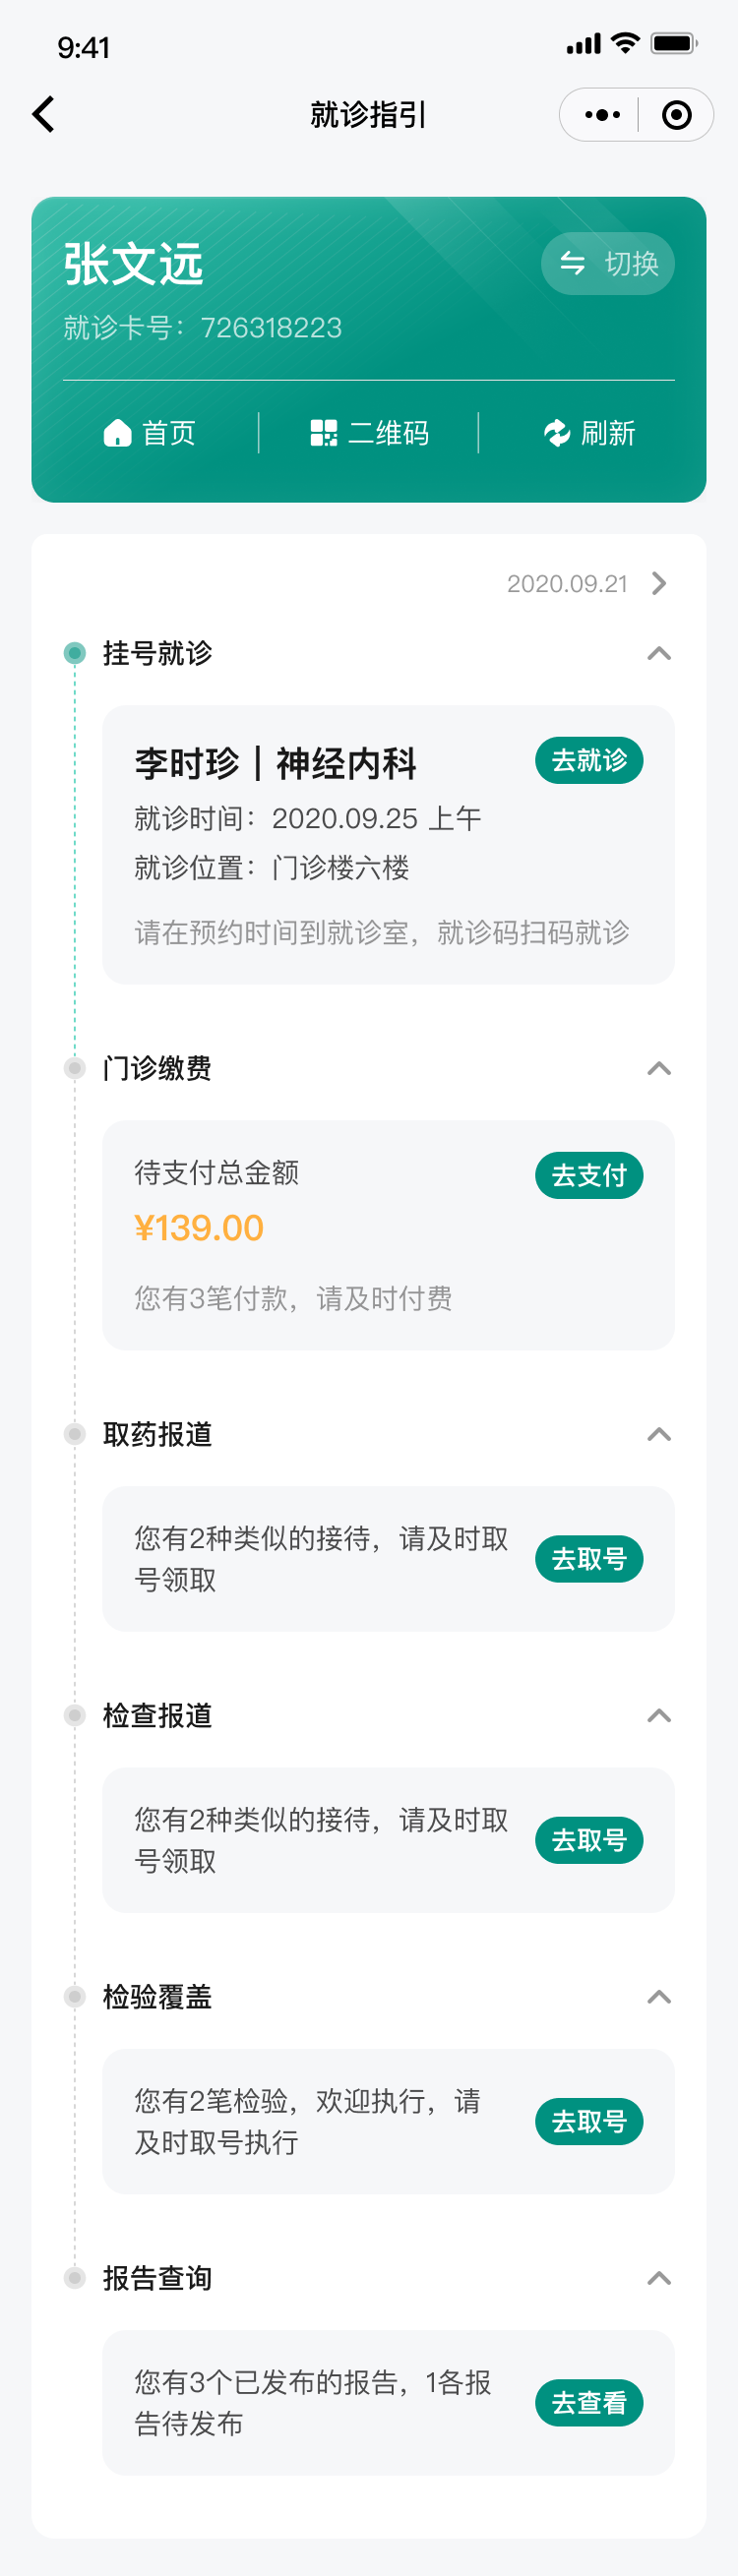 9:41
就诊指引
张文远
切换
就诊卡号：726318223
首页
二维码
刷新
2020.09.21
挂号就诊
李时珍｜神经内科
去就诊
就诊时间：2020.09.25 上午
就诊位置：门诊楼六楼
请在预约时间到就诊室，就诊码扫码就诊
门诊缴费
待支付总金额
去支付
¥139.00
您有3笔付款，请及时付费
取药报道
您有2种类似的接待，请及时取
号领取
去取号
检查报道
您有2种类似的接待，请及时取
号领取
去取号
检验覆盖
您有2笔检验，欢迎执行，请
及时取号执行
去取号
报告查询
您有3个已发布的报告，1各报
告待发布
去查看